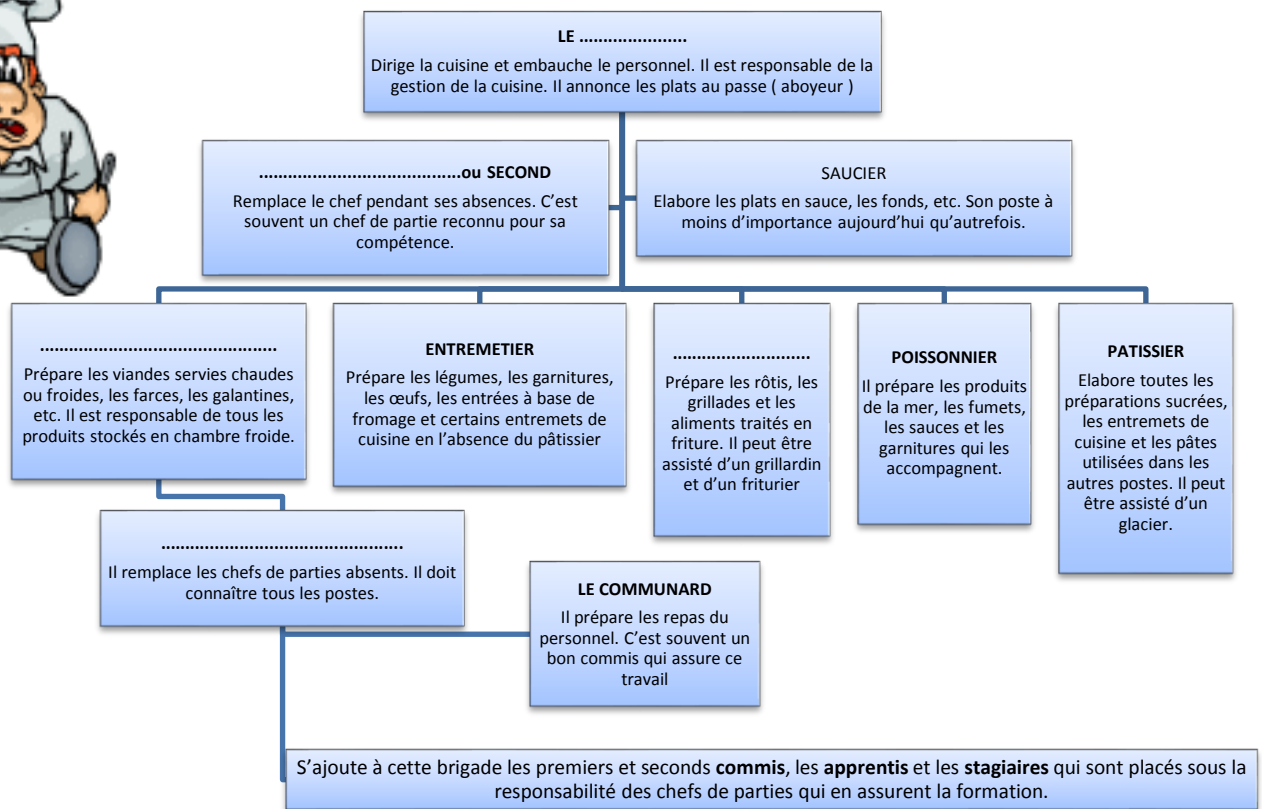 LE ......................
Dirige la cuisine et embauche le personnel. Il est responsable de la
gestion de la cuisine. Il annonce les plats au passe ( aboyeur )
..........................................ou SECOND
Remplace le chef pendant ses absences. C’est
souvent un chef de partie reconnu pour sa
compétence.
SAUCIER
Elabore les plats en sauce, les fonds, etc. Son poste à
moins d’importance aujourd’hui qu’autrefois.
.................................................
Prépare les viandes servies chaudes
ou froides, les farces, les galantines,
etc. Il est responsable de tous les
produits stockés en chambre froide.
ENTREMETIER
Prépare les légumes, les garnitures,
les œufs, les entrées à base de
fromage et certains entremets de
cuisine en l’absence du pâtissier
............................
Prépare les rôtis, les
grillades et les
aliments traités en
friture. Il peut être
assisté d’un grillardin
et d’un friturier
POISSONNIER
Il prépare les produits
de la mer, les fumets,
les sauces et les
garnitures qui les
accompagnent.
PATISSIER
Elabore toutes les
préparations sucrées,
les entremets de
cuisine et les pâtes
utilisées dans les
autres postes. Il peut
être assisté d’un
glacier.
..................................................
Il remplace les chefs de parties absents. Il doit
connaître tous les postes.
LE COMMUNARD
Il prépare les repas du
personnel. C’est souvent un
bon commis qui assure ce
travail
S’ajoute à cette brigade les premiers et seconds commis, les apprentis et les stagiaires qui sont placés sous la
responsabilité des chefs de parties qui en assurent la formation.